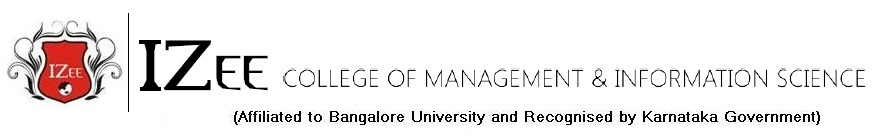 IZEE
IZEE COLLEGE OF MANAGEMENT & INFORMATION SCIENCE
(Affiliated to Bangalore University and Recognised by Karnataka Government)